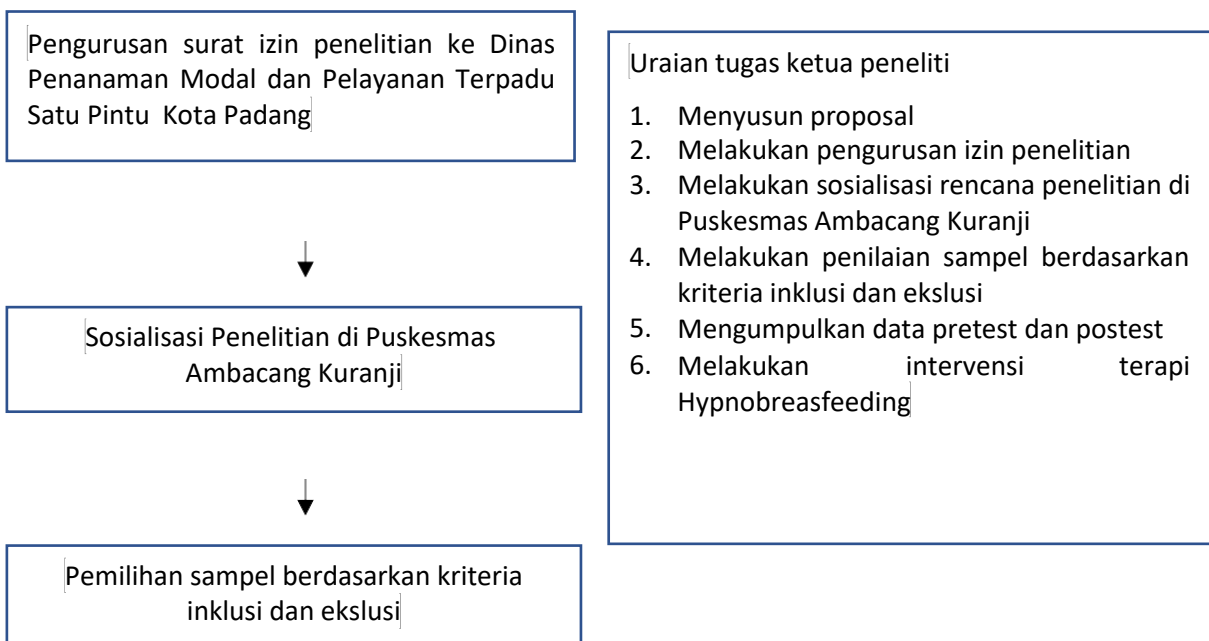 Pengurusan surat izin penelitian ke Dinas
Penanaman Modal dan Pelayanan Terpadu
Satu Pintu Kota Padang
Sosialisasi Penelitian di Puskesmas
Ambacang Kuranji
Pemilihan sampel berdasarkan kriteria
inklusi dan ekslusi
Uraian tugas ketua peneliti
1. Menyusun proposal
2. Melakukan pengurusan izin penelitian
3. Melakukan sosialisasi rencana penelitian di
Puskesmas Ambacang Kuranji
4. Melakukan penilaian sampel berdasarkan
kriteria inklusi dan ekslusi
5. Mengumpulkan data pretest dan postest
6. Melakukan intervensi terapi
Hypnobreasfeeding